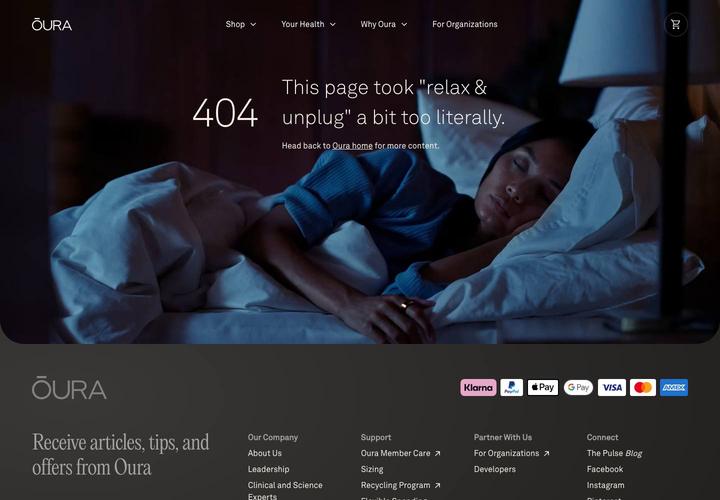 ŌURA
Shop
Your Health
Why Oura
For Organizations
404
This page took "relax &
unplug" a bit too literally.
Head back to Oura home for more content.
ŌURA
Klarna
PayPal
Pay
G Pay
VISA
AMEX
Receive articles, tips, and
offers from Oura
Our Company
About Us
Leadership
Clinical and Science
Experts
Support
Oura Member Care ↗
Sizing
Recycling Program ↗
Flexible Spending
Partner With Us
For Organizations ↗
Developers
Connect
The Pulse Blog
Facebook
Instagram
Pinterest